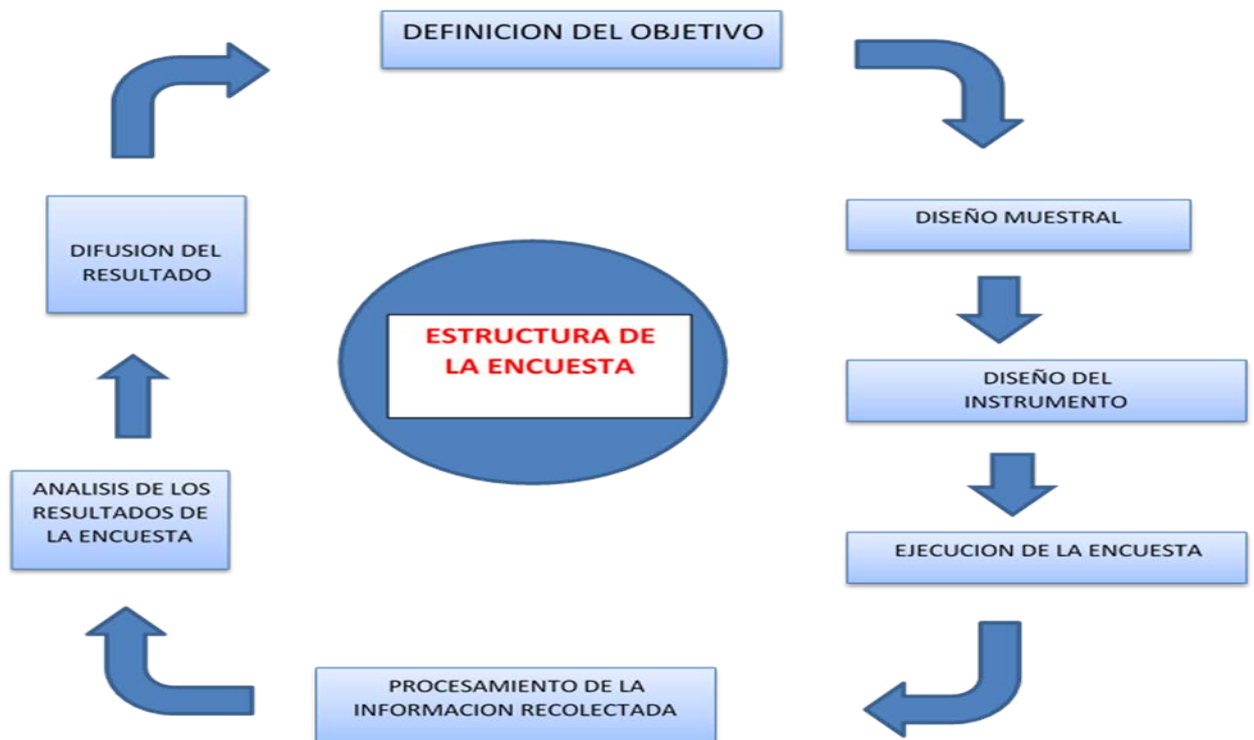 DEFINICION DEL OBJETIVO
DISEÑO MUESTRAL
DISEÑO DEL
INSTRUMENTO
EJECUCION DE LA ENCUESTA
PROCESAMIENTO DE LA
INFORMACION RECOLECTADA
ANALISIS DE LOS
RESULTADOS DE
LA ENCUESTA
DIFUSION DEL
RESULTADO
ESTRUCTURA DE
LA ENCUESTA